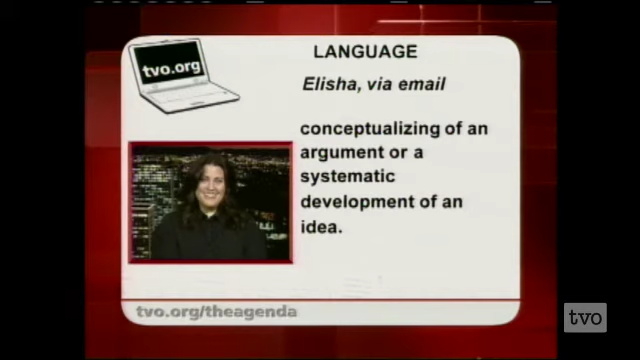 tvo.org
LANGUAGE
Elisha, via email
conceptualizing of an
argument or a
systematic
development of an
idea.
tvo.org/theagenda
tvo